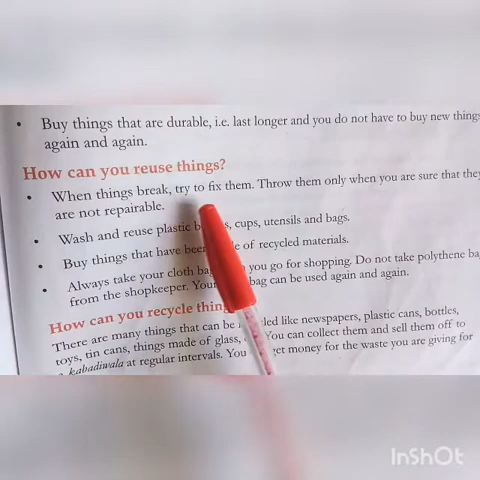 • Buy things that are durable, i.e. last longer and you do not have to buy new things
again and again.
How can you reuse things?
• When things break, try to fix them. Throw them only when you are sure that they
are not repairable.
• Wash and reuse plastic cups, utensils and bags.
• Buy things that have been of recycled materials.
• Always take your cloth you go for shopping. Do not take polythene
from the shopkeeper. bag can be used again and again.
How can you recycle
There are many things that can be like newspapers, plastic cans, bottles,
toys, tin cans, things made of glass, You can collect them and sell them off to
kabadiwala at regular intervals. You get money for the waste you are giving for
InShOt